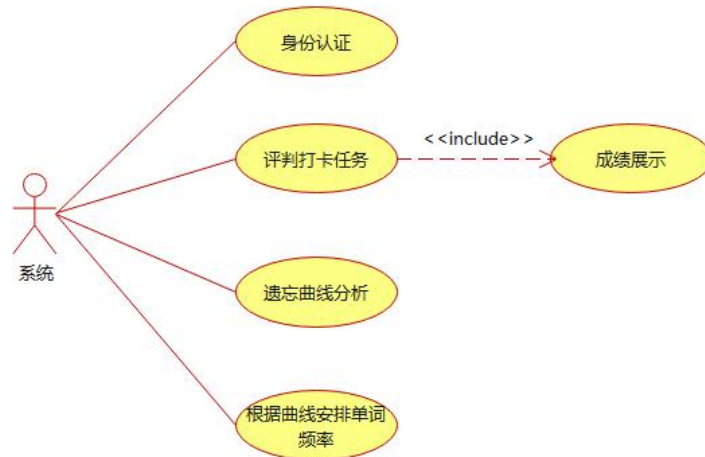 身份认证
评判打卡任务
<<include>>
成绩展示
系统
遗忘曲线分析
根据曲线安排单词
频率